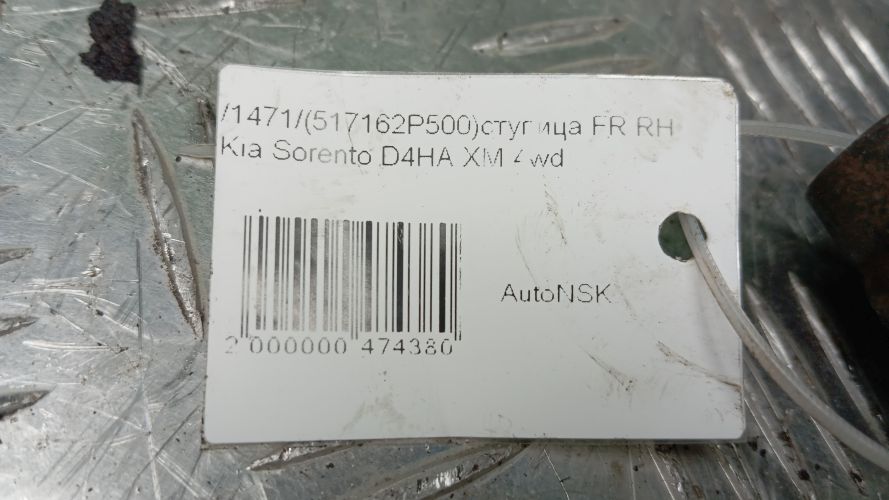 /1471/(517162P500)ступица FR RH
Kia Sorento D4HA XM 4wd
AutoNSK
2 000000 474380